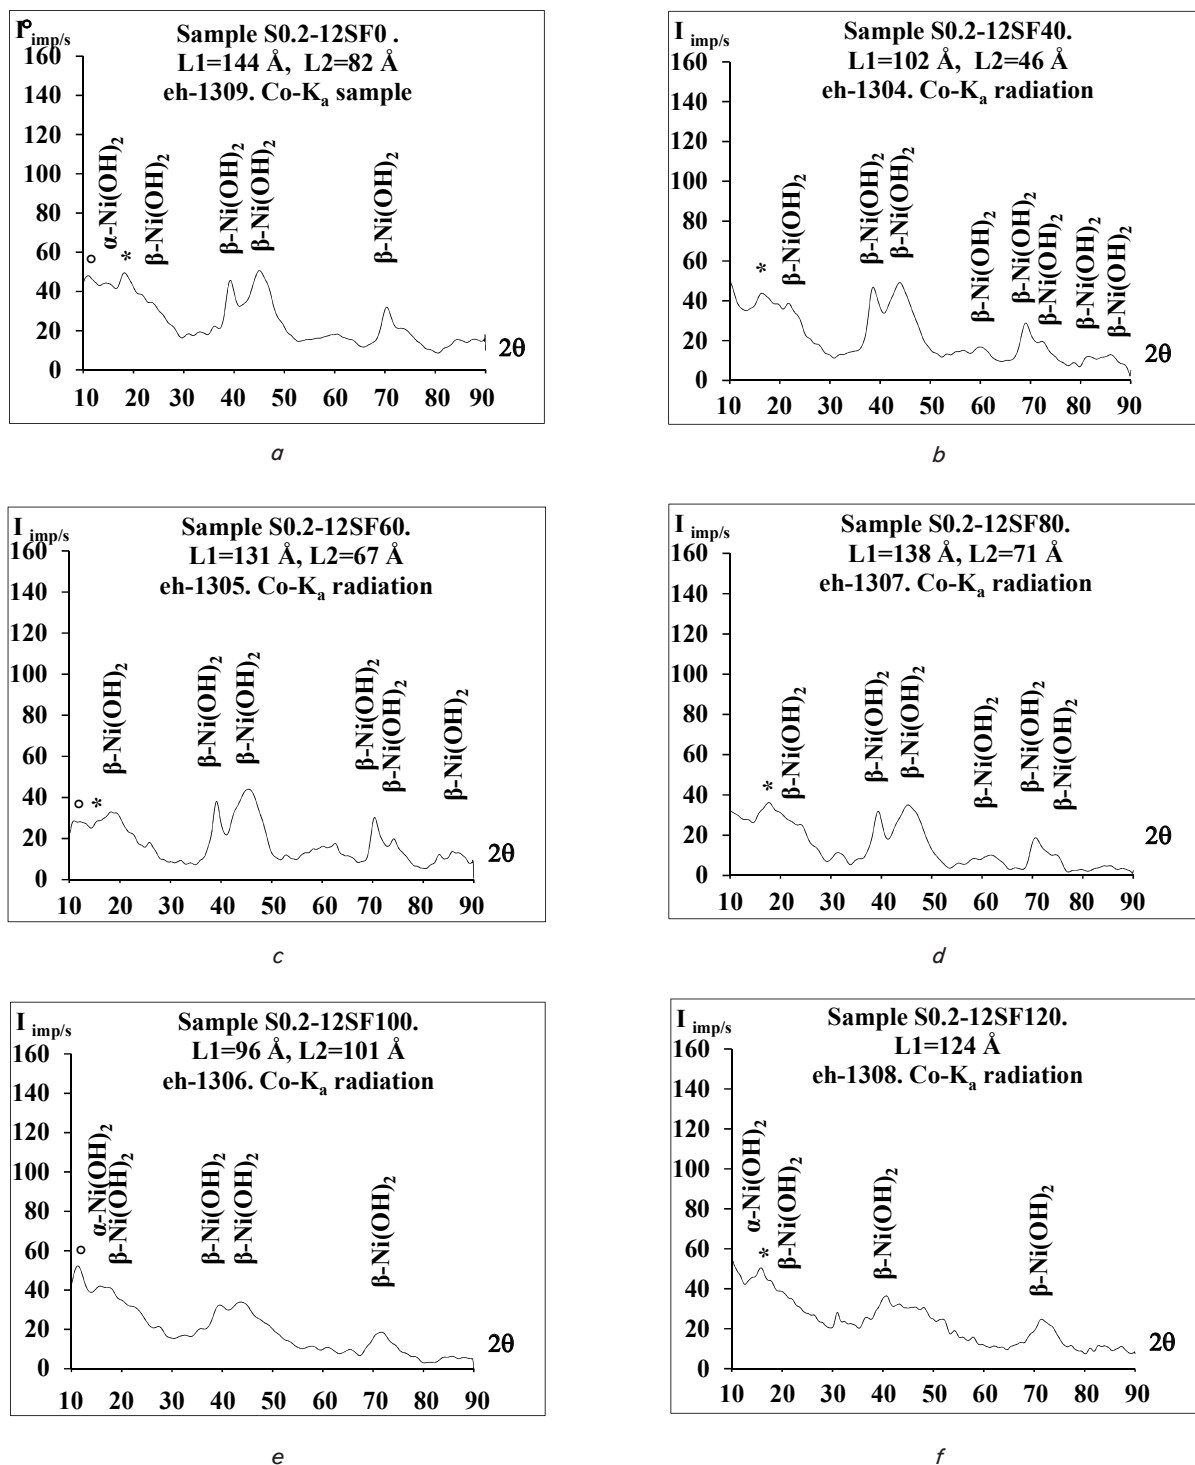 I°imp/s
Sample S0.2-12SF0 .
L1=144 Å, L2=82 Å
eh-1309. Co-Ka sample
160
140
120
100
80
60
40
20
0
α-Ni(OH)2
β-Ni(OH)2
β-Ni(OH)2
β-Ni(OH)2
β-Ni(OH)2
° *
2θ
10 20 30 40 50 60 70 80 90
a
I imp/s
Sample S0.2-12SF40.
L1=102 Å, L2=46 Å
eh-1304. Co-Ka radiation
160
140
120
100
80
60
40
20
0
*
β-Ni(OH)2
β-Ni(OH)2
β-Ni(OH)2
β-Ni(OH)2
β-Ni(OH)2
β-Ni(OH)2
β-Ni(OH)2
β-Ni(OH)2
2θ
10 20 30 40 50 60 70 80 90
b
I imp/s
Sample S0.2-12SF60.
L1=131 Å, L2=67 Å
eh-1305. Co-Ka radiation
160
140
120
100
80
60
40
20
0
° *
β-Ni(OH)2
β-Ni(OH)2
β-Ni(OH)2
β-Ni(OH)2
β-Ni(OH)2
β-Ni(OH)2
2θ
10 20 30 40 50 60 70 80 90
c
I imp/s
Sample S0.2-12SF80.
L1=138 Å, L2=71 Å
eh-1307. Co-Ka radiation
160
140
120
100
80
60
40
20
0
*
β-Ni(OH)2
β-Ni(OH)2
β-Ni(OH)2
β-Ni(OH)2
β-Ni(OH)2
β-Ni(OH)2
2θ
10 20 30 40 50 60 70 80 90
d
I imp/s
Sample S0.2-12SF100.
L1=96 Å, L2=101 Å
eh-1306. Co-Ka radiation
160
140
120
100
80
60
40
20
0
°
α-Ni(OH)2
β-Ni(OH)2
β-Ni(OH)2
β-Ni(OH)2
β-Ni(OH)2
2θ
10 20 30 40 50 60 70 80 90
e
I imp/s
Sample S0.2-12SF120.
L1=124 Å
eh-1308. Co-Ka radiation
160
140
120
100
80
60
40
20
0
α-Ni(OH)2
*
β-Ni(OH)2
β-Ni(OH)2
β-Ni(OH)2
2θ
10 20 30 40 50 60 70 80 90
f